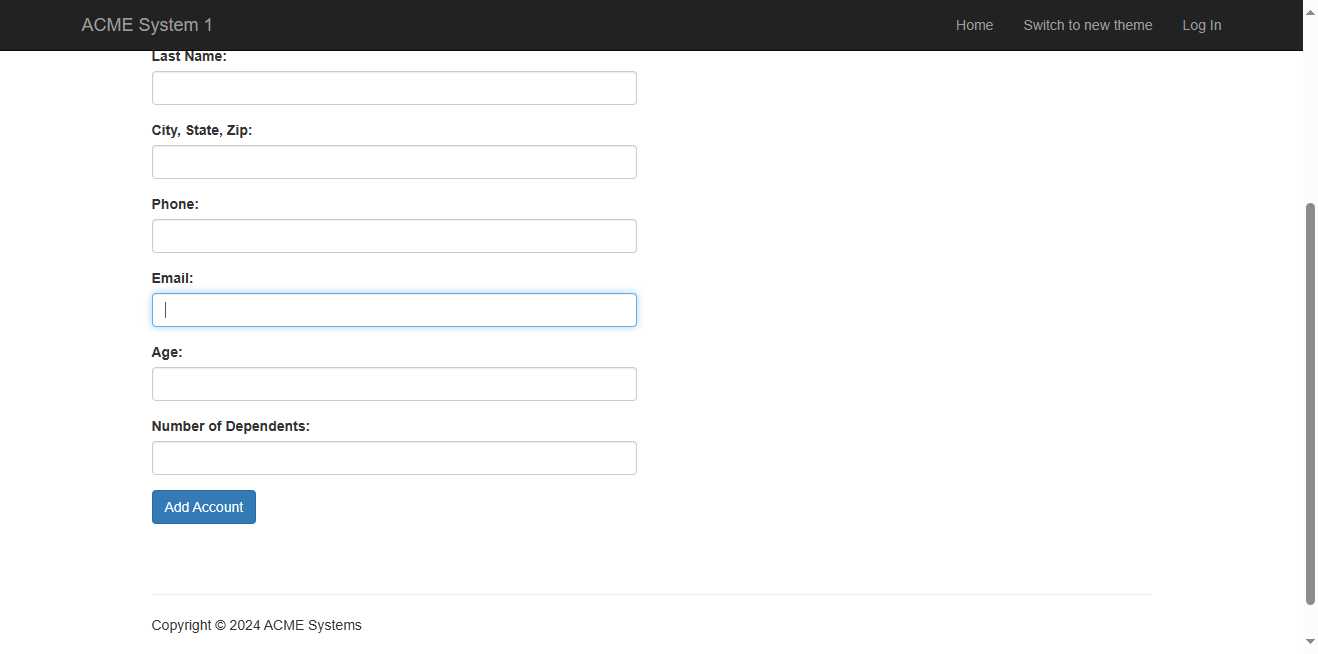 ACME System 1
Home
Switch to new theme
Log In
Last Name:
City, State, Zip:
Phone:
Email:
Age:
Number of Dependents:
Add Account
Copyright © 2024 ACME Systems